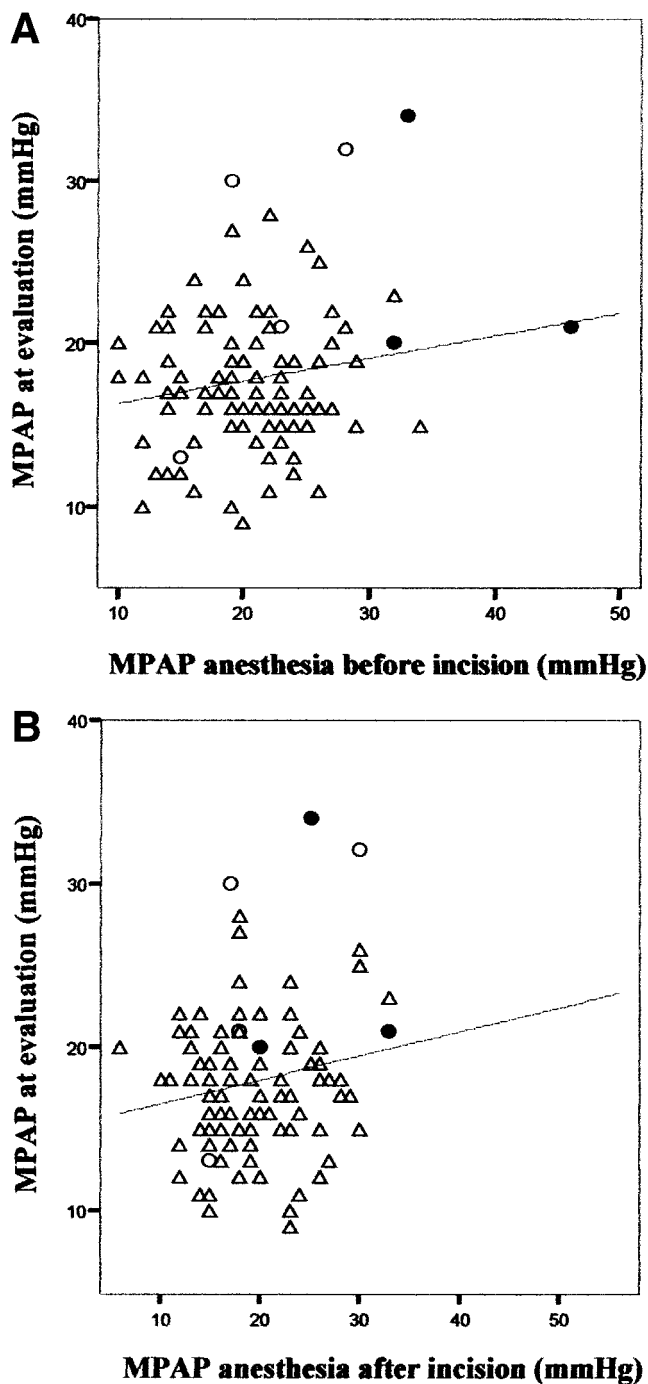 A
40
30
20
10
MPAP at evaluation (mmHg)
10 20 30 40 50
MPAP anesthesia before incision (mmHg)
B
40
30
20
10
MPAP at evaluation (mmHg)
10 20 30 40 50
MPAP anesthesia after incision (mmHg)